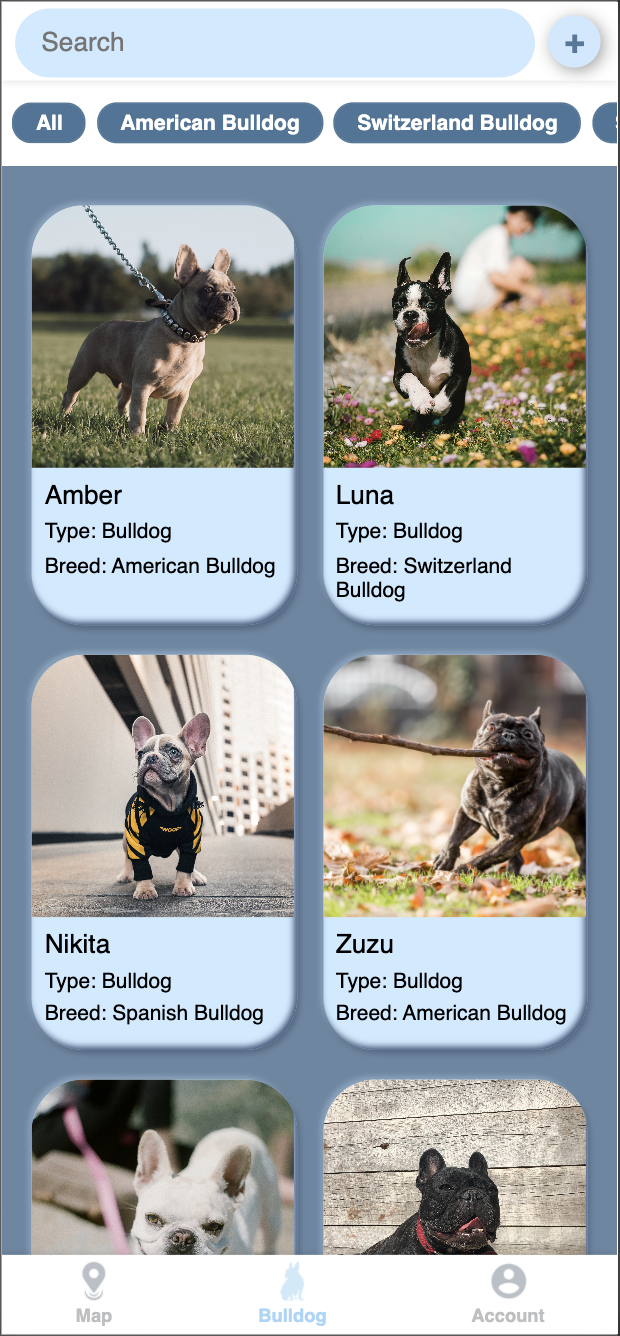 Search
+
All
American Bulldog
Switzerland Bulldog
Amber
Type: Bulldog
Breed: American Bulldog
Luna
Type: Bulldog
Breed: Switzerland
Bulldog
WOOF
Nikita
Type: Bulldog
Breed: Spanish Bulldog
Zuzu
Type: Bulldog
Breed: American Bulldog
Map
Bulldog
Account